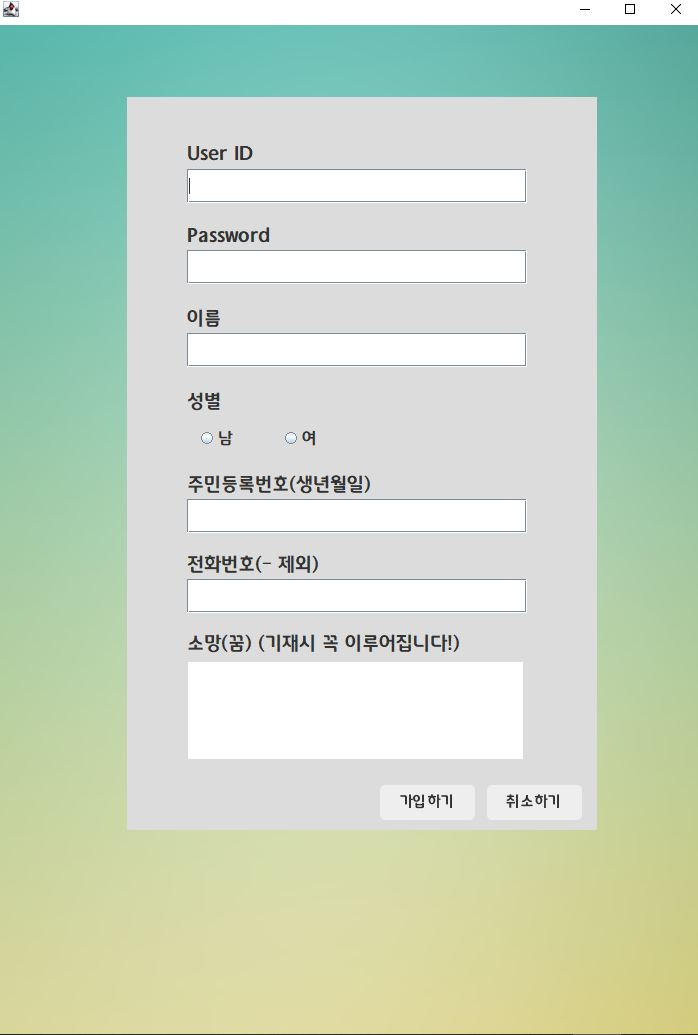 User ID
Password
이름
성별
남 여
주민등록번호(생년월일)
전화번호(- 제외)
소망(꿈) (기재시 꼭 이루어집니다!)
가입하기 취소하기